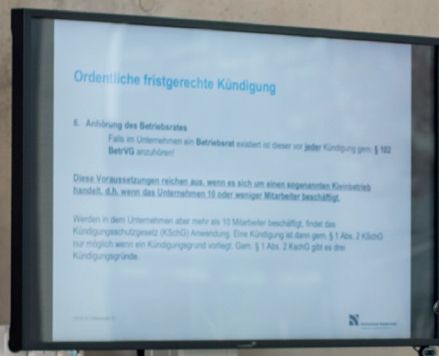 Ordentliche fristgerechte Kündigung
6. Anhörung des Betriebsrates
Falls im Unternehmen ein Betriebsrat existiert ist dieser vor jeder Kündigung gem. § 102
BetrVG anzuhören!
Diese Voraussetzungen reichen aus, wenn es sich um einen sogenannten Kleinbetrieb
handelt, d.h. wenn das Unternehmen 10 oder weniger Mitarbeiter beschäftigt.
Werden in dem Unternehmen aber mehr als 10 Mitarbeiter beschäftigt, findet das
Kündigungsschutzgesetz (KSchG) Anwendung. Eine Kündigung ist dann gem. § 1 Abs. 2 KSchG
nur möglich wenn ein Kündigungsgrund vorliegt. Gem. § 1 Abs. 2 KschG gibt es drei
Kündigungsgründe.